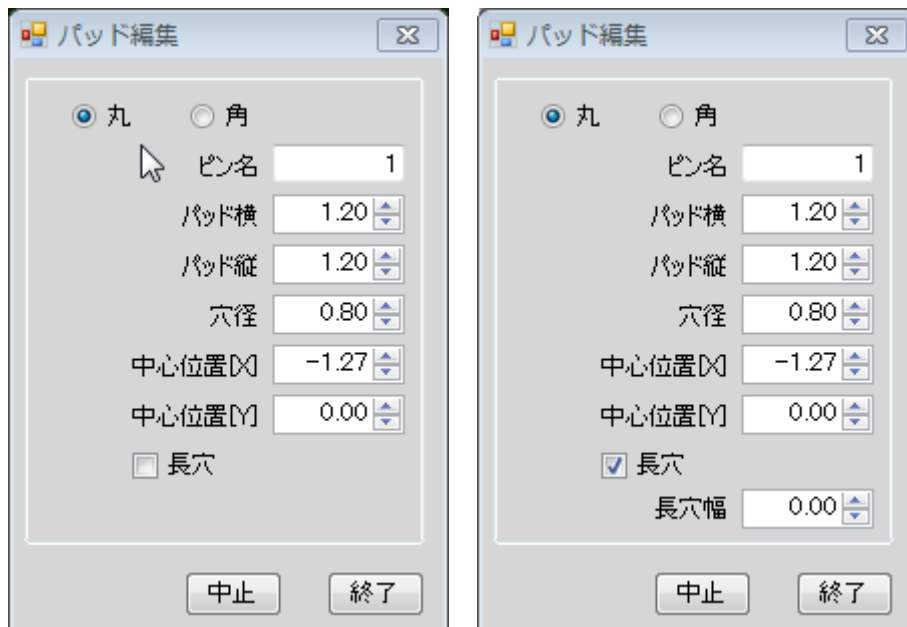 パッド編集
丸 角
ピン名 1
パッド横 1.20
パッド縦 1.20
穴径 0.80
中心位置[X] -1.27
中心位置[Y] 0.00
長穴
中止 終了
パッド編集
丸 角
ピン名 1
パッド横 1.20
パッド縦 1.20
穴径 0.80
中心位置[X] -1.27
中心位置[Y] 0.00
長穴
長穴幅 0.00
中止 終了